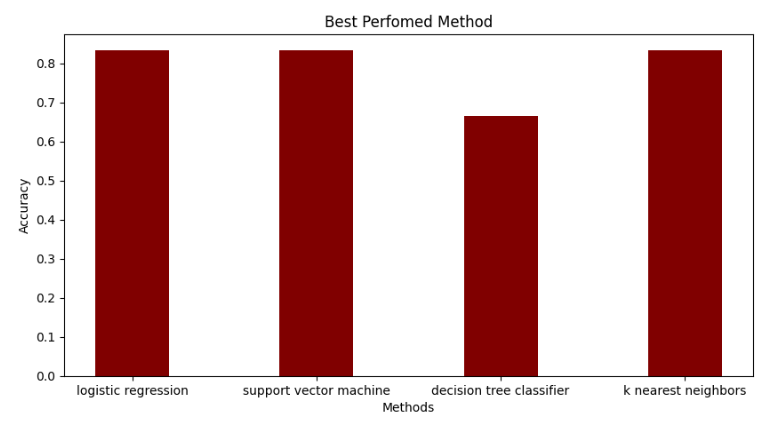 Best Perfomed Method
Accuracy
0.8
0.7
0.6
0.5
0.4
0.3
0.2
0.1
0.0
logistic regression
support vector machine
decision tree classifier
k nearest neighbors
Methods